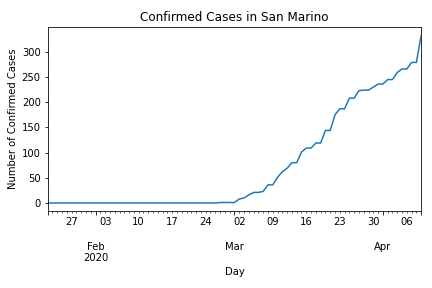 Confirmed Cases in San Marino
Number of Confirmed Cases
300
250
200
150
100
50
0
27 03 10 17 24 02 09 16 23 30 06
Feb Mar Apr
2020
Day